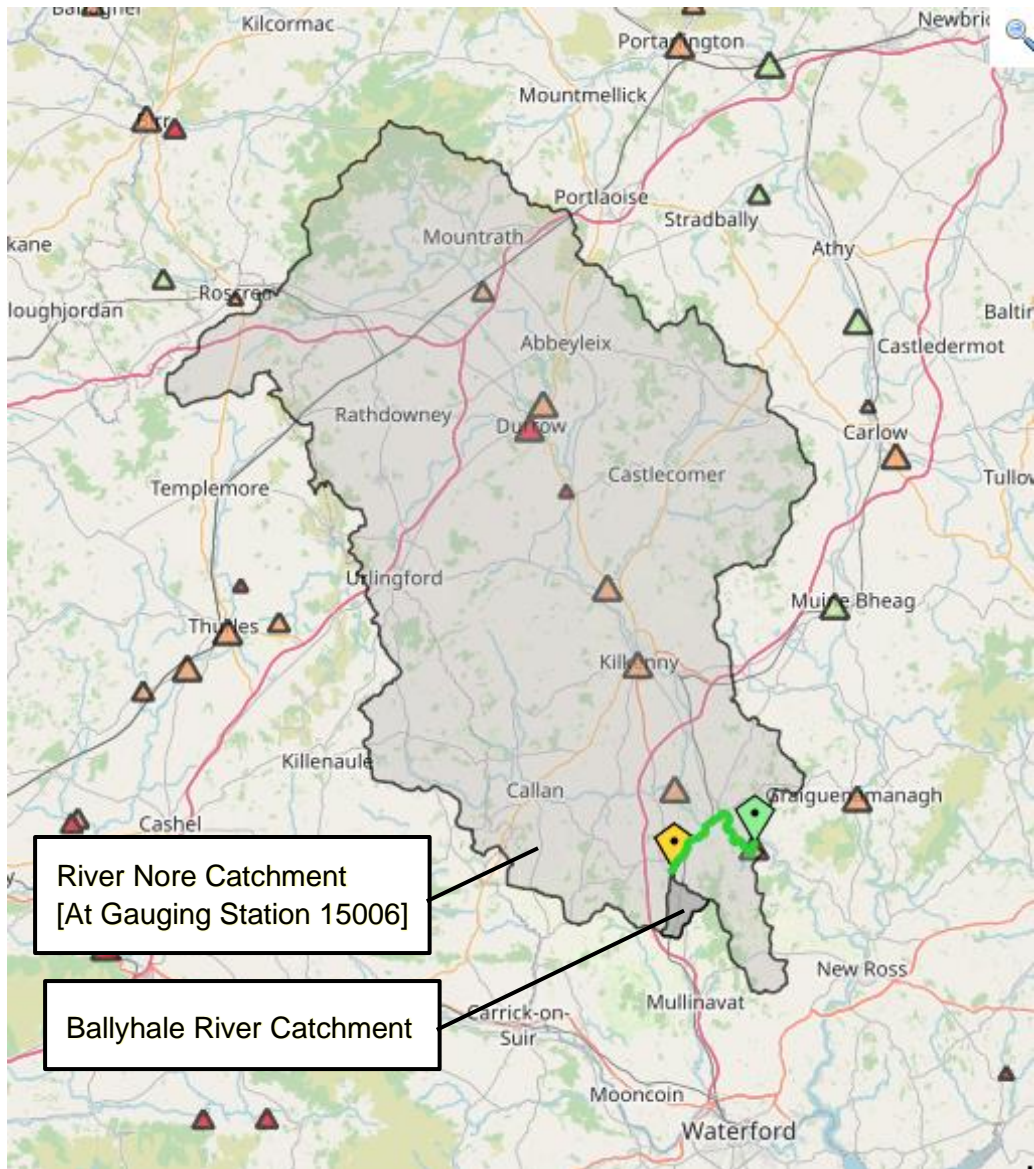 Kilcormac
Newbri
Portarlington
Mountmellick
Portlaoise
Stradbally
kane
Mountrath
Athy
Roscrea
loughjordan
Baltin
Abbeyleix
Castledermot
Rathdowney
Durrow
Carlow
Castlecomer
Templemore
Tullow
Urlingford
Muine Bheag
Thurles
Kilkenny
Killenaule
Callan
Graiguenamanagh
Cashel
River Nore Catchment
[At Gauging Station 15006]
New Ross
Ballyhale River Catchment
Mullinavat
Carrick-on-
Suir
Mooncoin
Waterford